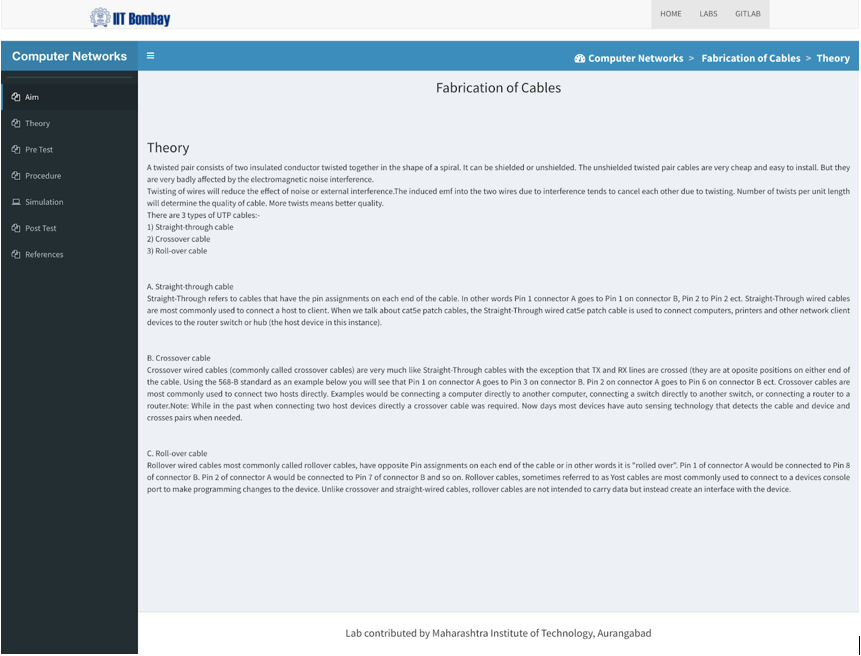 IIT Bombay
HOME LABS GITLAB
Computer Networks
Computer Networks > Fabrication of Cables > Theory
Aim
Theory
Pre Test
Procedure
Simulation
Post Test
References
Fabrication of Cables
Theory
A twisted pair consists of two insulated conductor twisted together in the shape of a spiral. It can be shielded or unshielded. The unshielded twisted pair cables are very cheap and easy to install. But they
are very badly affected by the electromagnetic noise interference.
Twisting of wires will reduce the effect of noise or external interference.The induced emf into the two wires due to interference tends to cancel each other due to twisting. Number of twists per unit length
will determine the quality of cable. More twists means better quality.
There are 3 types of UTP cables:-
1) Straight-through cable
2) Crossover cable
3) Roll-over cable
A. Straight-through cable
Straight-Through refers to cables that have the pin assignments on each end of the cable. In other words Pin 1 connector A goes to Pin 1 on connector B, Pin 2 to Pin 2 ect. Straight-Through wired cables
are most commonly used to connect a host to client. When we talk about cat5e patch cables, the Straight-Through wired cat5e patch cable is used to connect computers, printers and other network client
devices to the router switch or hub (the host device in this instance).
B. Crossover cable
Crossover wired cables (commonly called crossover cables) are very much like Straight-Through cables with the exception that TX and RX lines are crossed (they are at oposite positions on either end of
the cable. Using the 568-B standard as an example below you will see that Pin 1 on connector A goes to Pin 3 on connector B. Pin 2 on connector A goes to Pin 6 on connector B ect. Crossover cables are
most commonly used to connect two hosts directly. Examples would be connecting a computer directly to another computer, connecting a switch directly to another switch, or connecting a router to a
router.Note: While in the past when connecting two host devices directly a crossover cable was required. Now days most devices have auto sensing technology that detects the cable and device and
crosses pairs when needed.
C. Roll-over cable
Rollover wired cables most commonly called rollover cables, have opposite Pin assignments on each end of the cable or in other words it is "rolled over". Pin 1 of connector A would be connected to Pin 8
of connector B. Pin 2 of connector A would be connected to Pin 7 of connector B and so on. Rollover cables, sometimes referred to as Yost cables are most commonly used to connect to a devices console
port to make programming changes to the device. Unlike crossover and straight-wired cables, rollover cables are not intended to carry data but instead create an interface with the device.
Lab contributed by Maharashtra Institute of Technology, Aurangabad